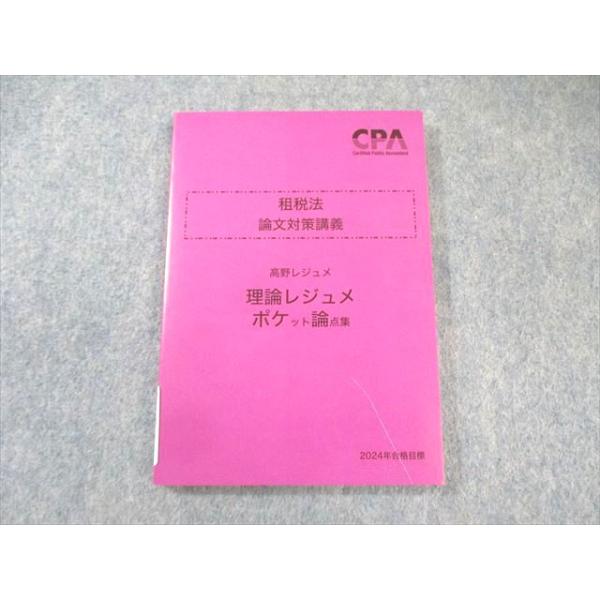 CPA
Certified Public Accountant
租税法
論文対策講義
高野レジュメ
理論レジュメ
ポケット論点集
2024年合格目標